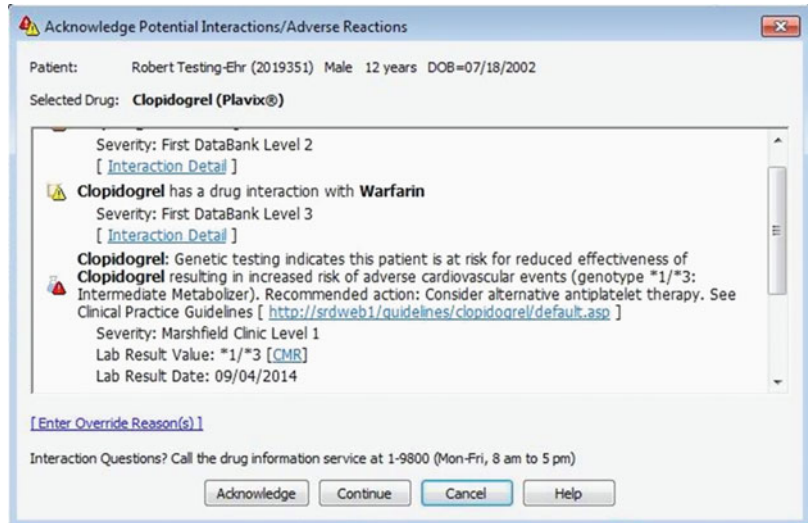 Acknowledge Potential Interactions/Adverse Reactions
Patient: Robert Testing-Ehr (2019351) Male 12 years DOB=07/18/2002
Selected Drug: Clopidogrel (Plavix®)
Severity: First DataBank Level 2
[ Interaction Detail ]
Clopidogrel has a drug interaction with Warfarin
Severity: First DataBank Level 3
[ Interaction Detail ]
Clopidogrel: Genetic testing indicates this patient is at risk for reduced effectiveness of
Clopidogrel resulting in increased risk of adverse cardiovascular events (genotype *1/*3:
Intermediate Metabolizer). Recommended action: Consider alternative antiplatelet therapy. See
Clinical Practice Guidelines [ http://srdweb1/guidelines/clopidogrel/default.asp ]
Severity: Marshfield Clinic Level 1
Lab Result Value: *1/*3 [CMR]
Lab Result Date: 09/04/2014
[ Enter Override Reason(s) ]
Interaction Questions? Call the drug information service at 1-9800 (Mon-Fri, 8 am to 5 pm)
Acknowledge Continue Cancel Help